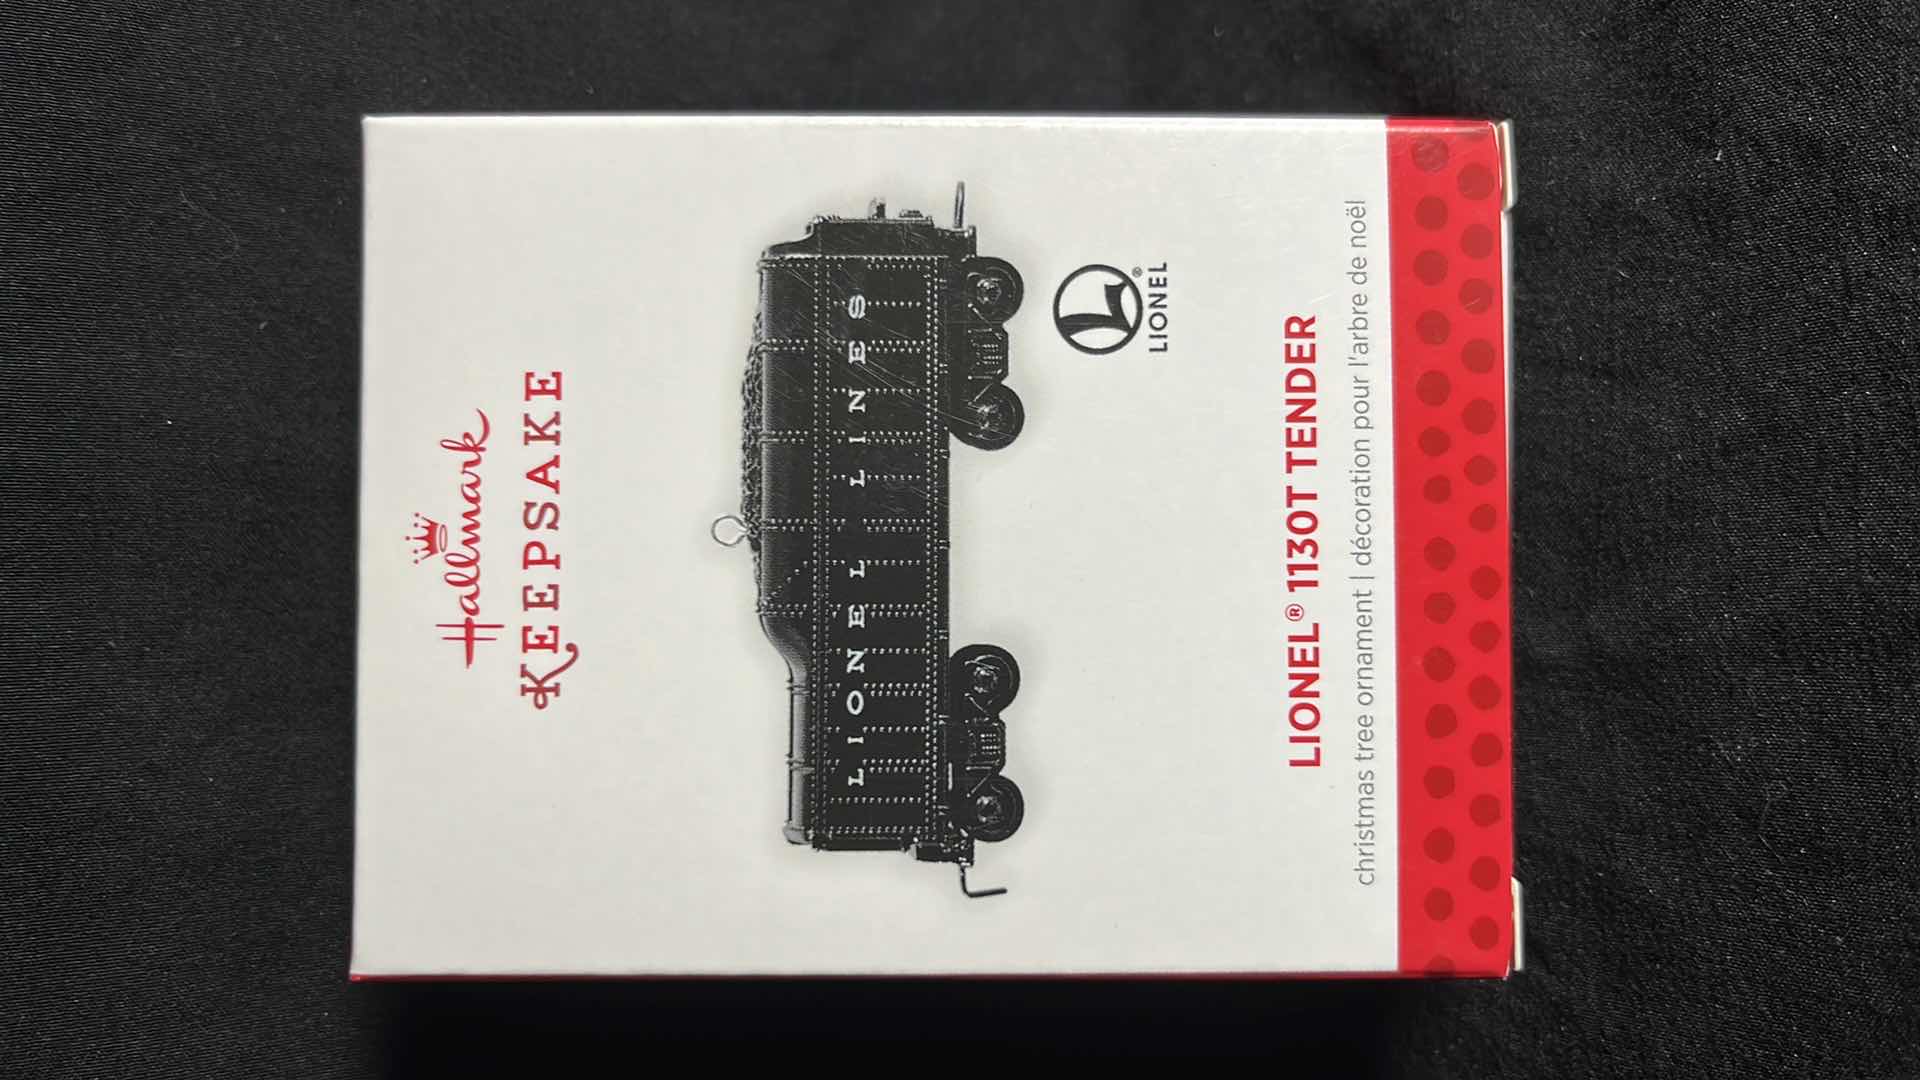 Hallmark
KEEPSAKE
LIONEL LINES
L
LIONEL®
LIONEL® 1130T TENDER
christmas tree ornament | décoration pour l'arbre de noël